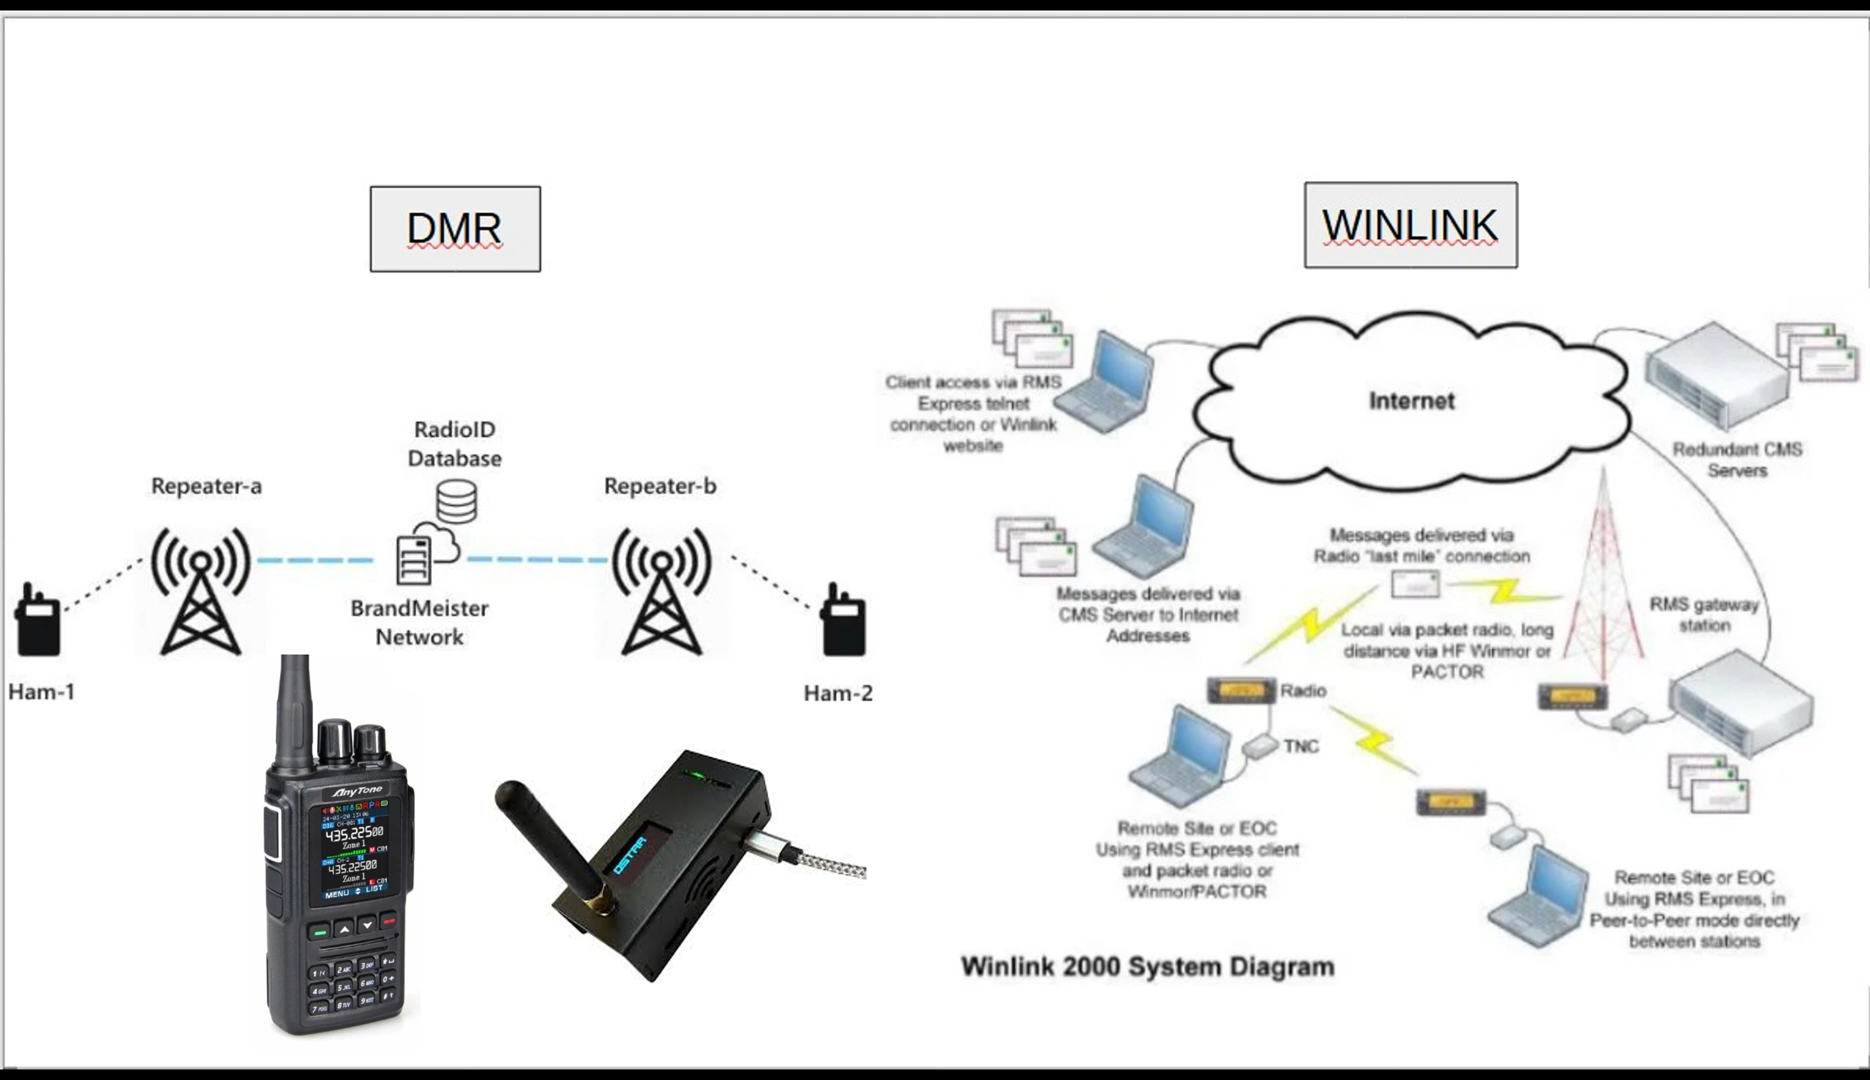 DMR
WINLINK
RadioID
Database
Repeater-a
Repeater-b
BrandMeister
Network
Ham-1
Ham-2
AnyTone
435.22500
Zone 1
435.22500
Zone 1
MENU
LIST
DSTAR
Client access via RMS
Express telnet
connection or Winlink
website
Internet
Redundant CMS
Servers
Messages delivered via
CMS Server to Internet
Addresses
Messages delivered via
Radio "last mile" connection
Local via packet radio, long
distance via HF Winmor or
PACTOR
RMS gateway
station
Radio
TNC
Remote Site or EOC
Using RMS Express client
and packet radio or
Winmor/PACTOR
Remote Site or EOC
Using RMS Express, in
Peer-to-Peer mode directly
between stations
Winlink 2000 System Diagram